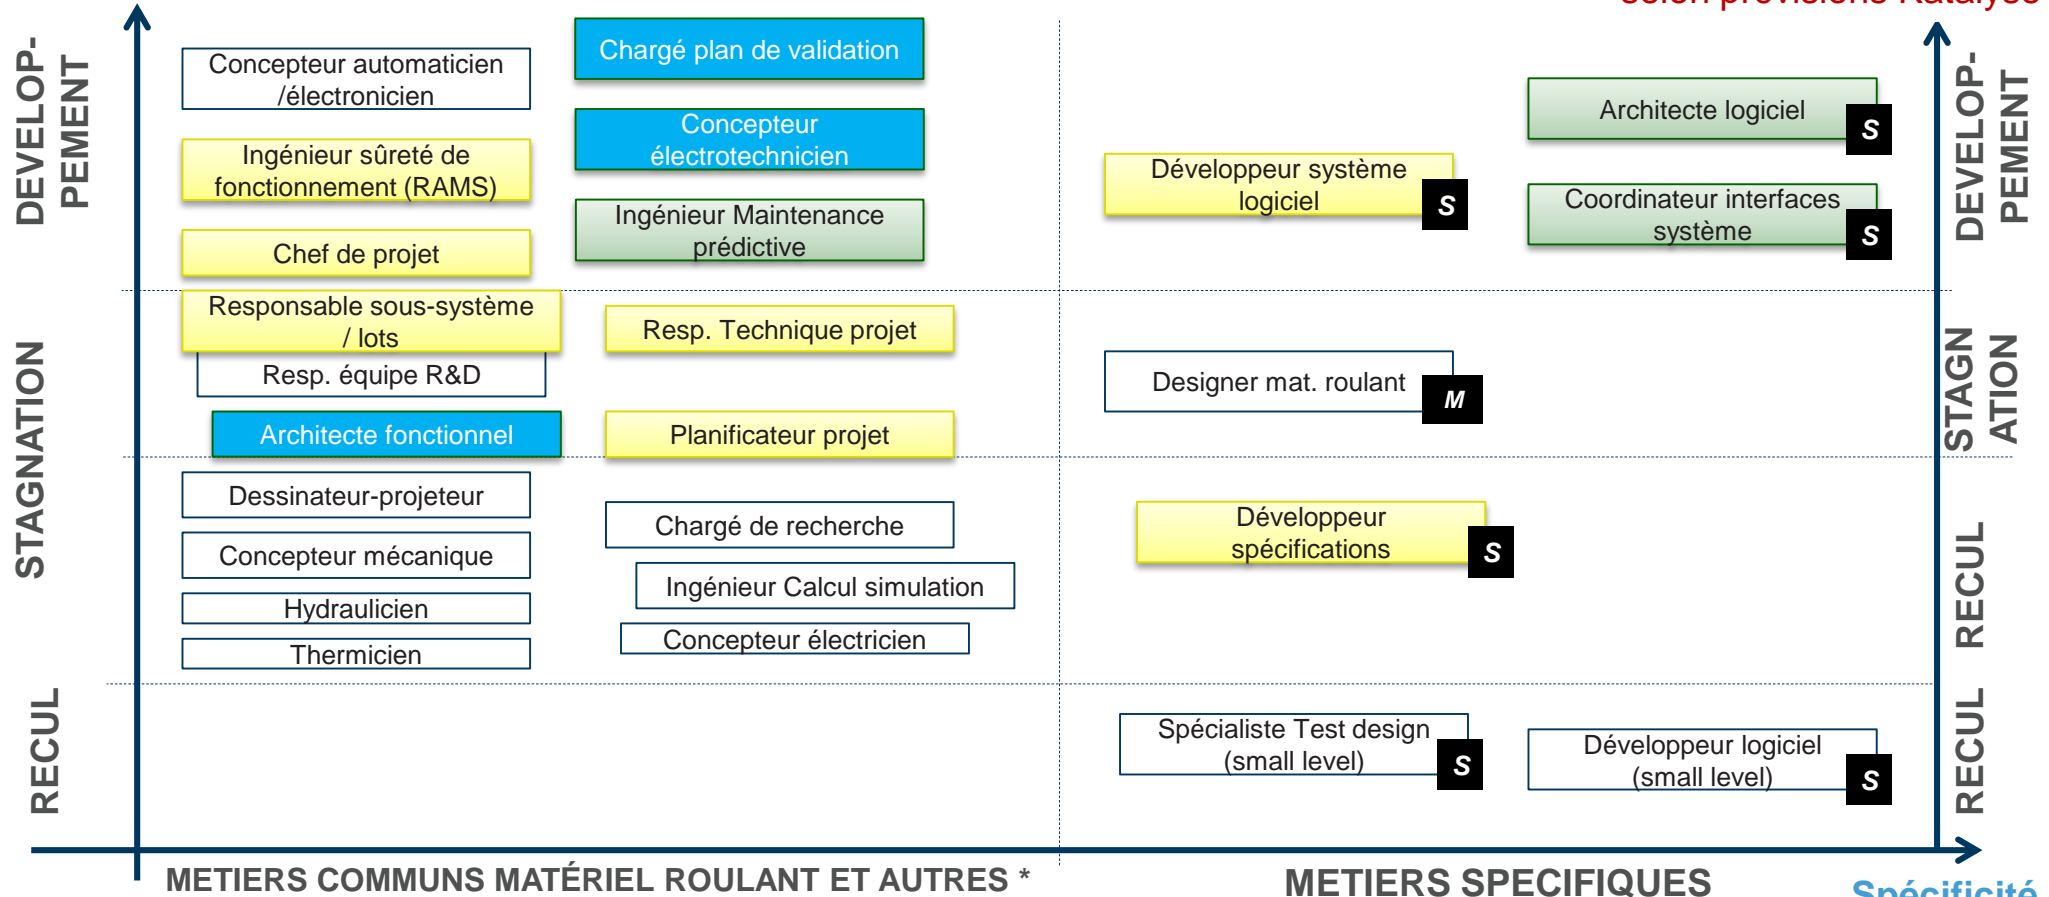 selon prévisions Katalyse
DEVELOP-
PEMENT
STAGNATION
RECUL
Concepteur automaticien
/électronicien
Ingénieur sûreté de
fonctionnement (RAMS)
Chef de projet
Chargé plan de validation
Concepteur
électrotechnicien
Ingénieur Maintenance
prédictive
Développeur système
logiciel
S
Architecte logiciel
S
Coordinateur interfaces
système
S
Responsable sous-système
/ lots
Resp. équipe R&D
Architecte fonctionnel
Resp. Technique projet
Planificateur projet
Designer mat. roulant
M
Dessinateur-projeteur
Concepteur mécanique
Hydraulicien
Thermicien
Chargé de recherche
Ingénieur Calcul simulation
Concepteur électricien
Développeur
spécifications
S
Spécialiste Test design
(small level)
S
Développeur logiciel
(small level)
S
DEVELOP-
PEMENT
STAGN
ATION
RECUL
RECUL
METIERS COMMUNS MATÉRIEL ROULANT ET AUTRES *
METIERS SPECIFIQUES
Spécificité